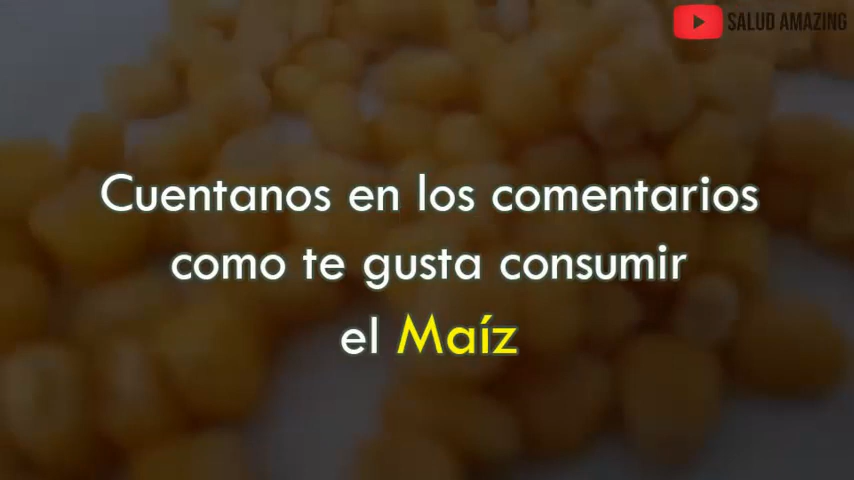 SALUD AMAZING
Cuentanos en los comentarios
como te gusta consumir
el Maíz